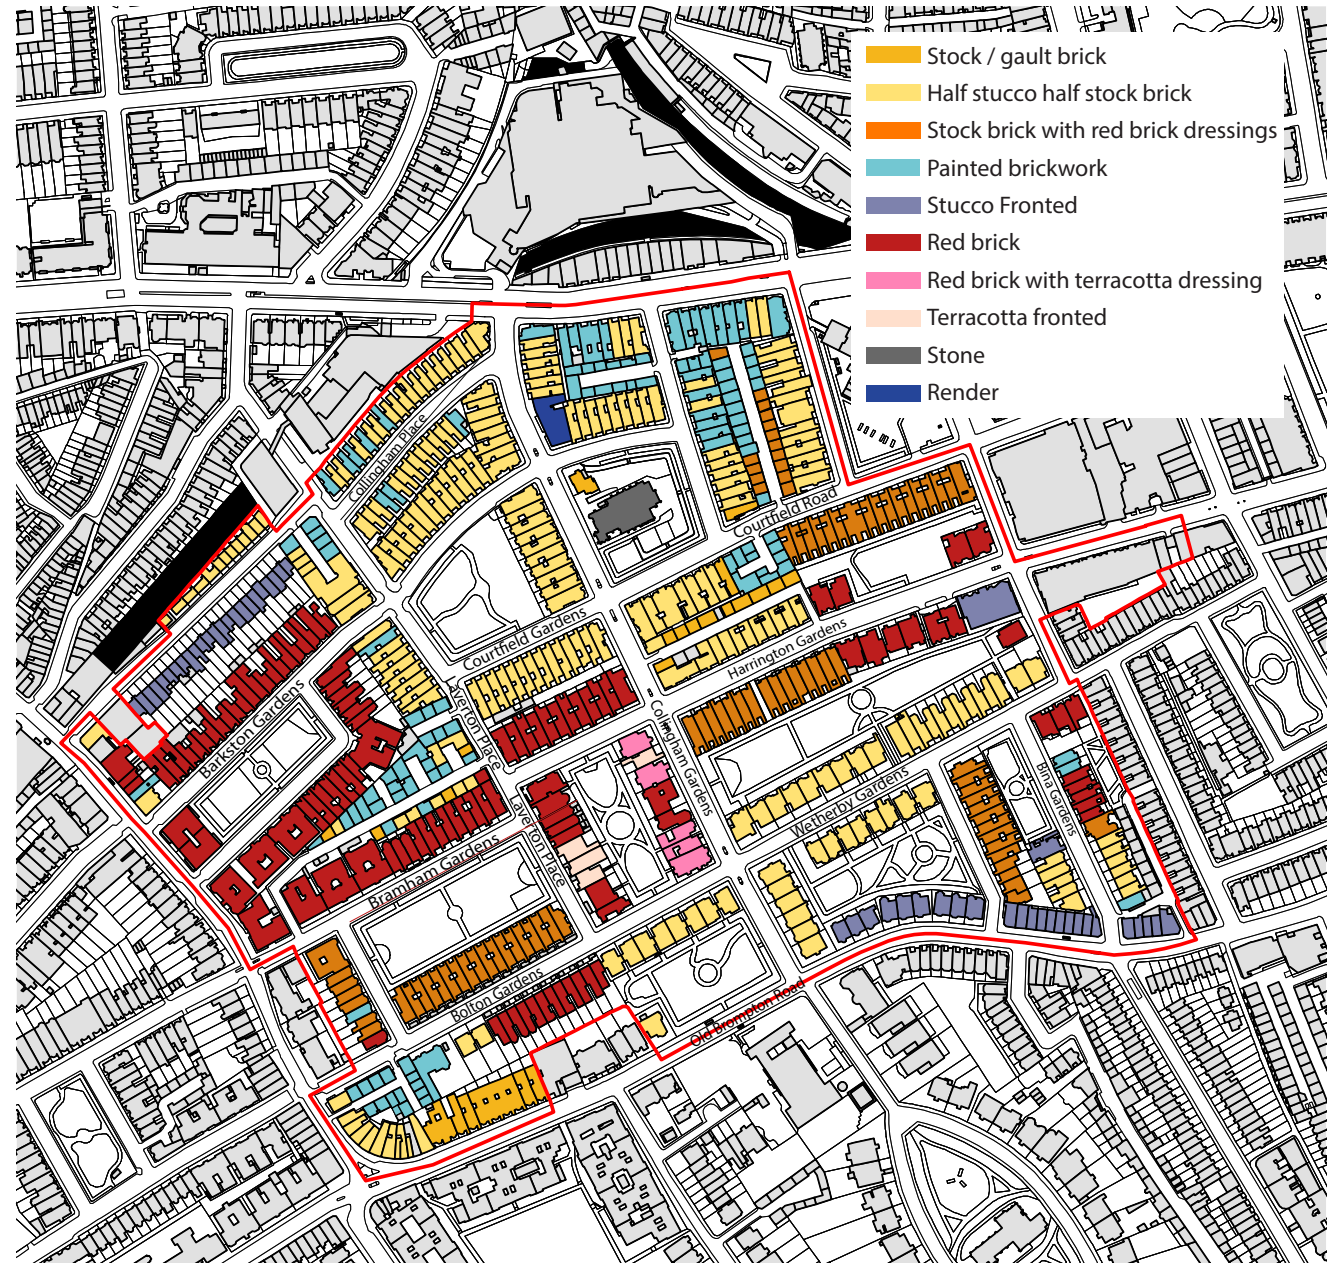 Stock / gault brick
Half stucco half stock brick
Stock brick with red brick dressings
Painted brickwork
Stucco Fronted
Red brick
Red brick with terracotta dressing
Terracotta fronted
Stone
Render
Collingham Place
Courtfield Road
Courtfield Gardens
Harrington Gardens
Laverton Place
Collingham Gardens
Barkston Gardens
Wetherby Gardens
Bina Gardens
Laverton Place
Bramham Gardens
Bolton Gardens
Old Brompton Road